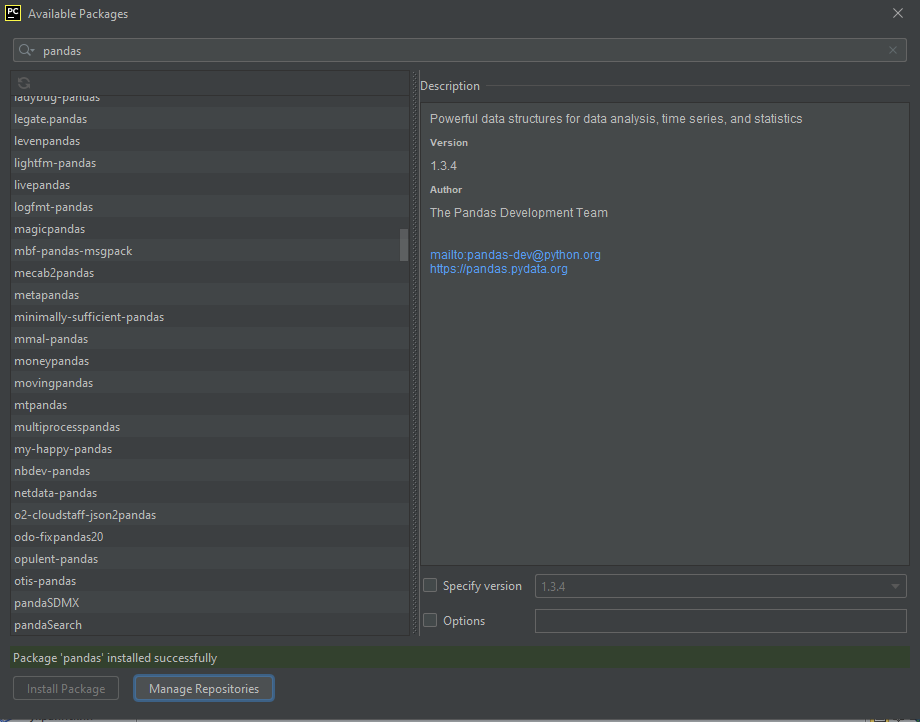 PC
Available Packages
pandas
ladybug-pandas
legate.pandas
levenpandas
lightfm-pandas
livepandas
logfmt-pandas
magicpandas
mbf-pandas-msgpack
mecab2pandas
metapandas
minimally-sufficient-pandas
mmal-pandas
moneypandas
movingpandas
mtpandas
multiprocesspandas
my-happy-pandas
nbdev-pandas
netdata-pandas
o2-cloudstaff-json2pandas
odo-fixpandas20
opulent-pandas
otis-pandas
pandaSDMX
pandaSearch
Description
Powerful data structures for data analysis, time series, and statistics
Version
1.3.4
Author
The Pandas Development Team
mailto:pandas-dev@python.org
https://pandas.pydata.org
Specify version
1.3.4
Options
Package 'pandas' installed successfully
Install Package
Manage Repositories